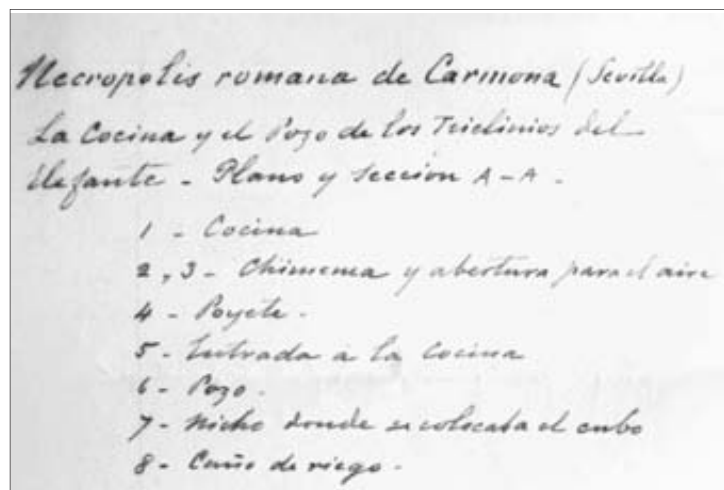 Necropolis romana de Carmona (Sevilla)
La Cocina y el Pozo de los Triclinios del
Elefante - Plano y Seccion A-A.
1 - Cocina
2, 3 - Chimenea y abertura para el aire
4 - Poyete.
5 - Entrada a la Cocina
6 - Pozo.
7 - Nicho donde se colocaba el cubo
8 - Caño de riego.